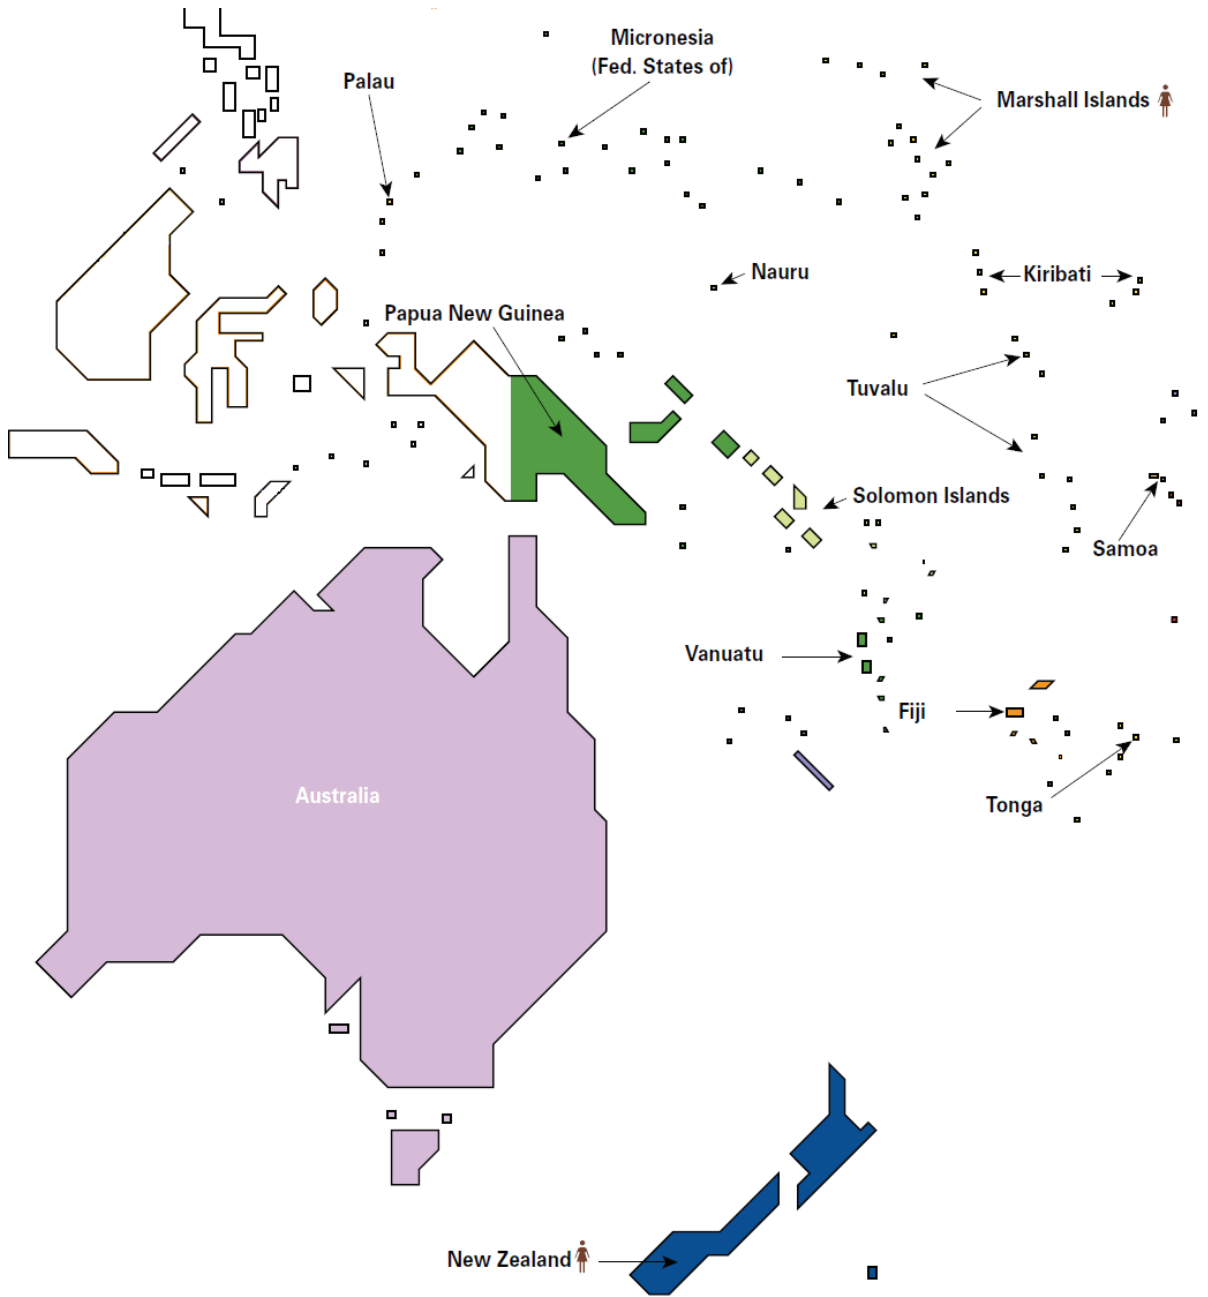 Micronesia
(Fed. States of)
Palau
Marshall Islands
Nauru
Kiribati
Papua New Guinea
Tuvalu
Solomon Islands
Samoa
Vanuatu
Fiji
Australia
Tonga
New Zealand